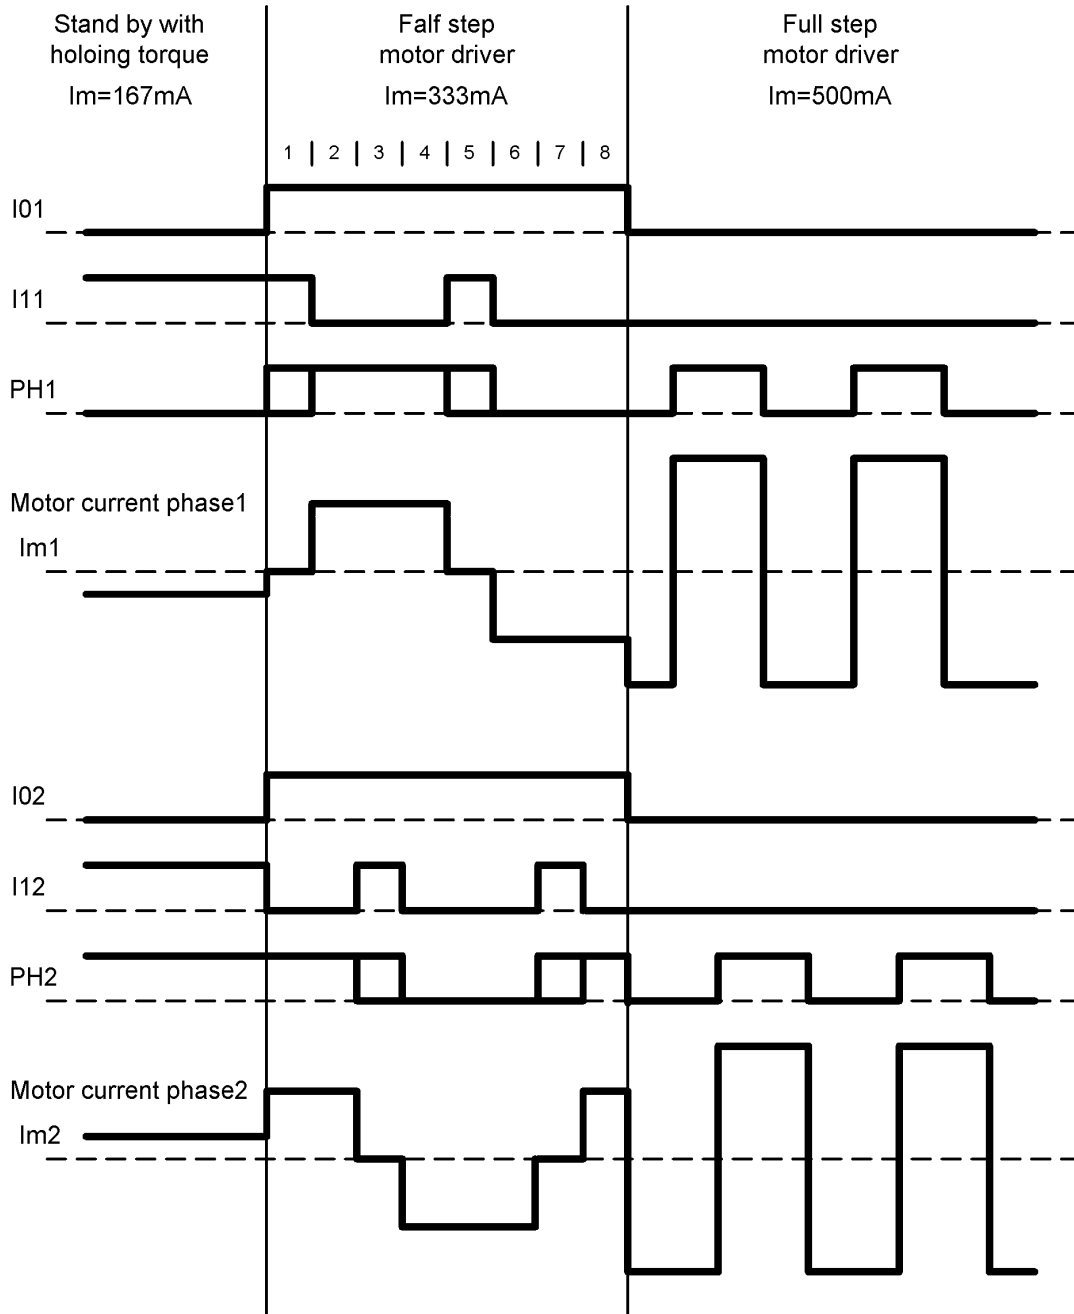 Stand by with
holoing torque
Im=167mA
Falf step
motor driver
Im=333mA
Full step
motor driver
Im=500mA
1 2 3 4 5 6 7 8
I01
I11
PH1
Motor current phase1
Im1
I02
I12
PH2
Motor current phase2
Im2